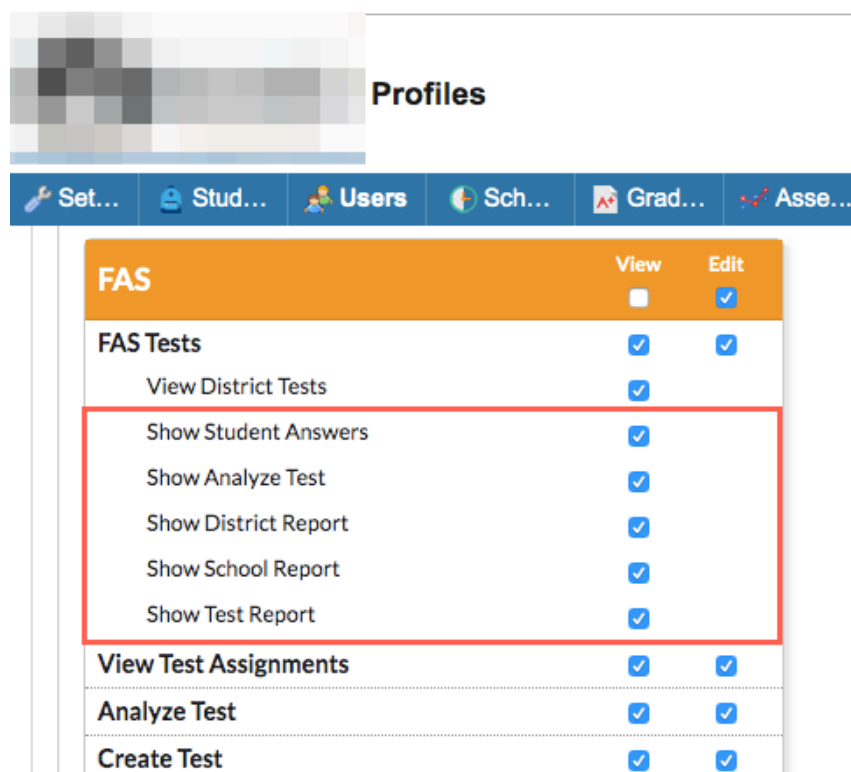 Profiles
Set... Stud... Users Sch... Grad... Asse...
FAS View Edit
FAS Tests
View District Tests
Show Student Answers
Show Analyze Test
Show District Report
Show School Report
Show Test Report
View Test Assignments
Analyze Test
Create Test